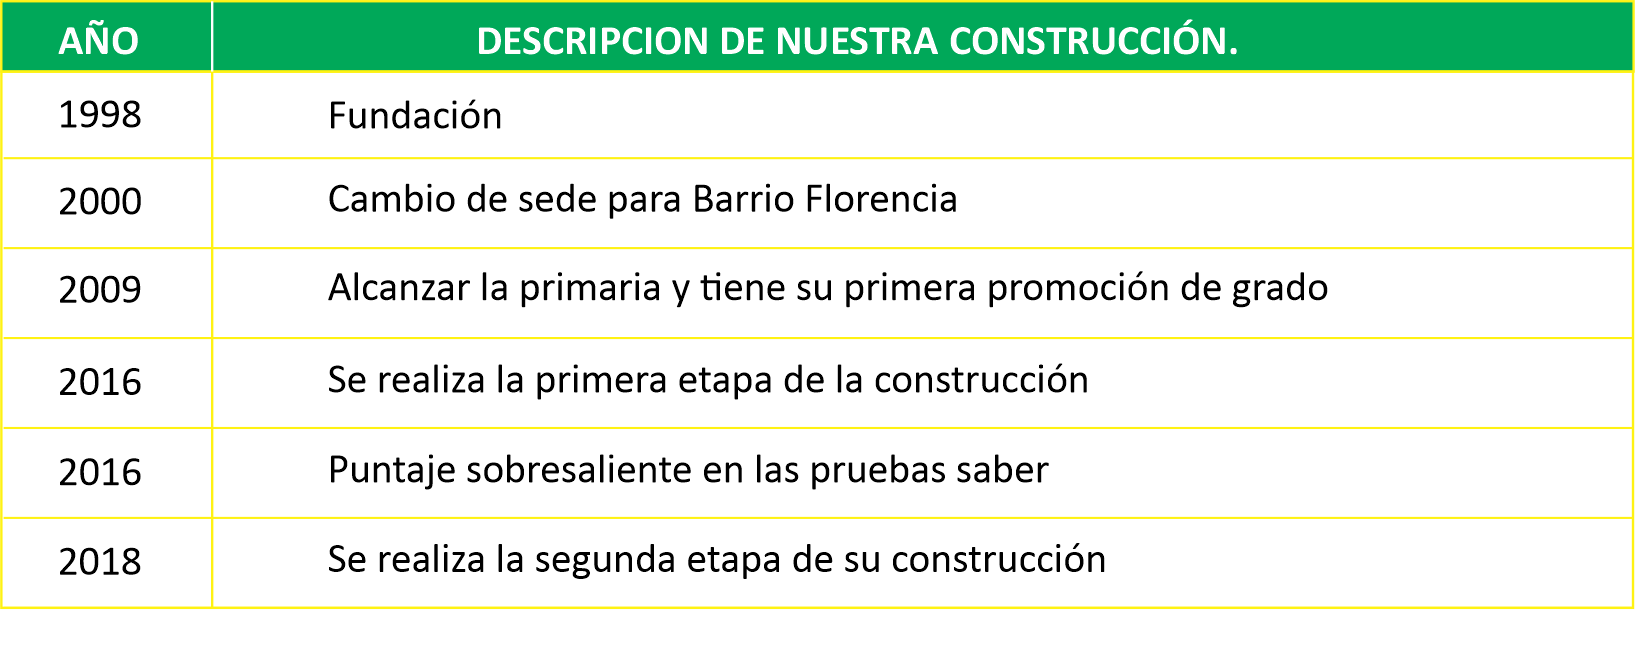 AÑO DESCRIPCION DE NUESTRA CONSTRUCCIÓN.
1998 Fundación
2000 Cambio de sede para Barrio Florencia
2009 Alcanzar la primaria y tiene su primera promoción de grado
2016 Se realiza la primera etapa de la construcción
2016 Puntaje sobresaliente en las pruebas saber
2018 Se realiza la segunda etapa de su construcción